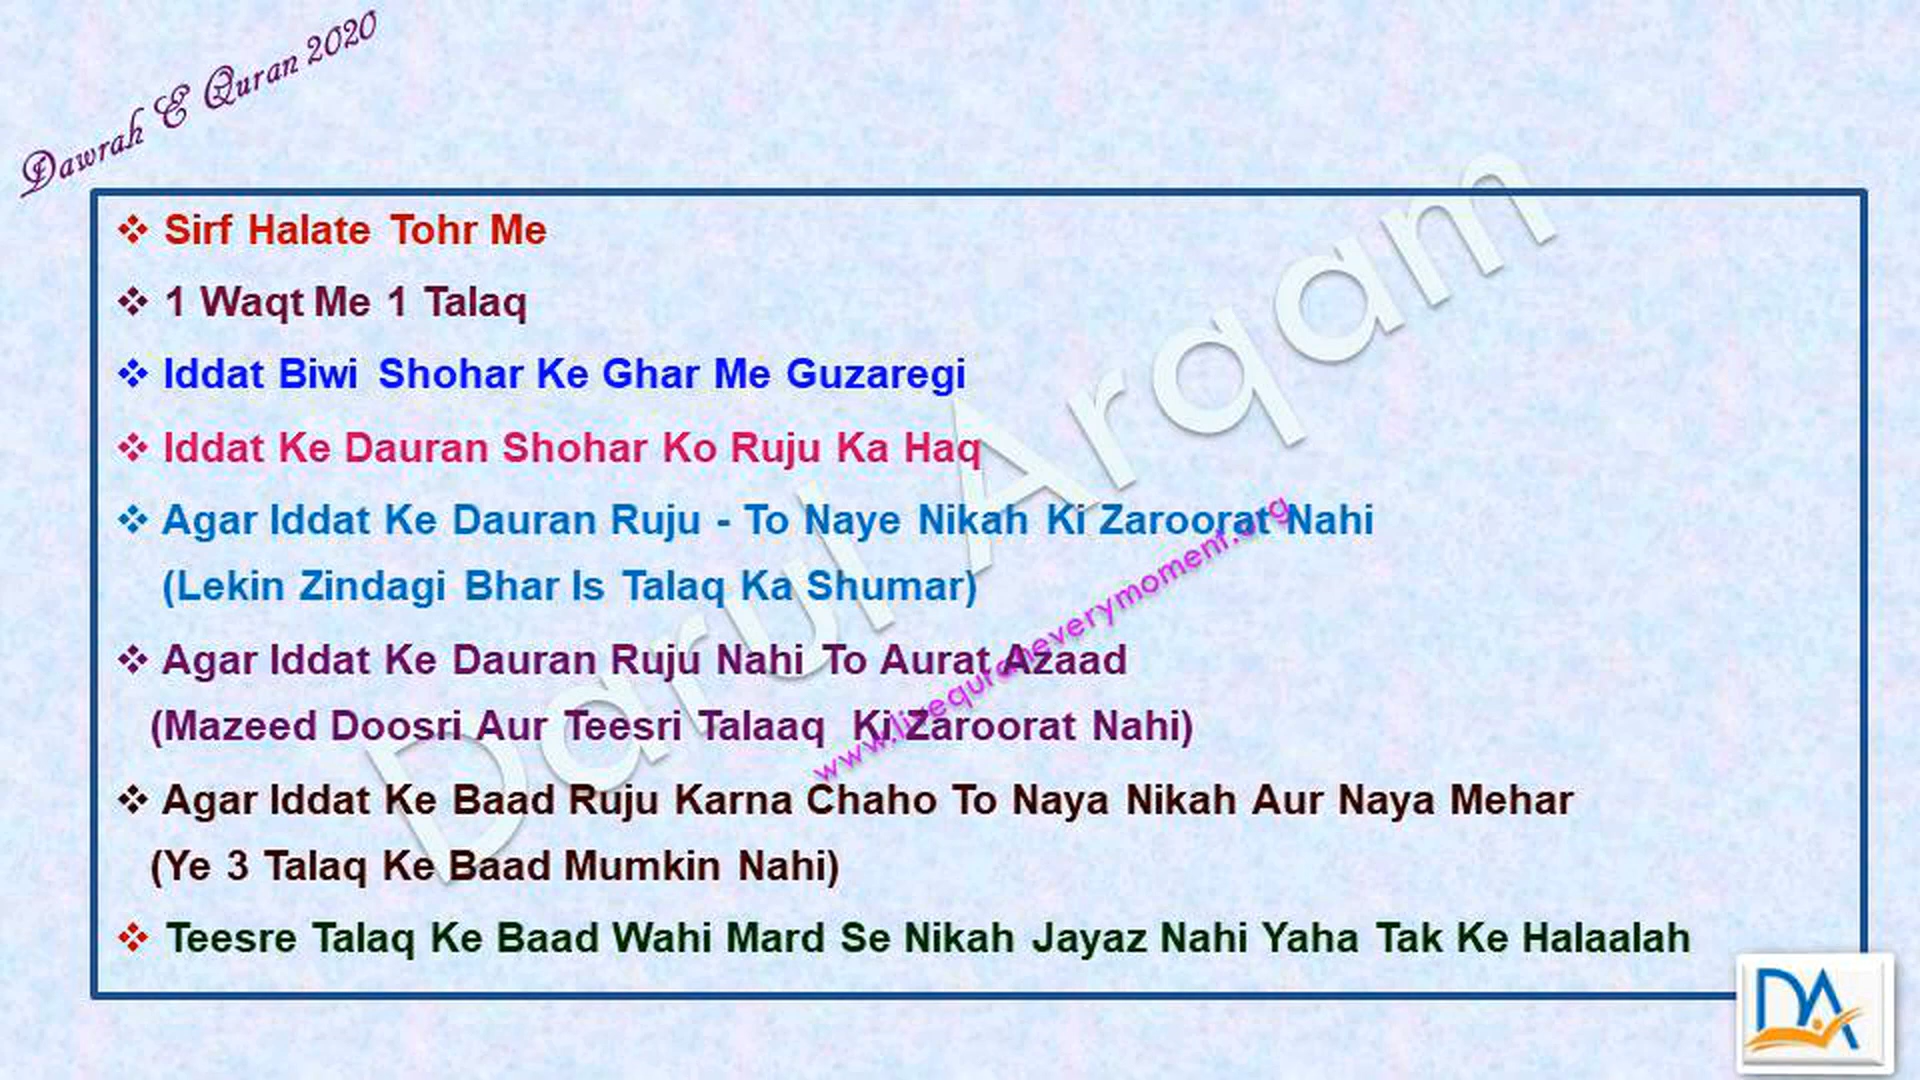 Dawrah E Quran 2020
❖ Sirf Halate Tohr Me
❖ 1 Waqt Me 1 Talaq
❖ Iddat Biwi Shohar Ke Ghar Me Guzaregi
❖ Iddat Ke Dauran Shohar Ko Ruju Ka Haq
❖ Agar Iddat Ke Dauran Ruju - To Naye Nikah Ki Zaroorat Nahi
(Lekin Zindagi Bhar Is Talaq Ka Shumar)
❖ Agar Iddat Ke Dauran Ruju Nahi To Aurat Azaad
(Mazeed Doosri Aur Teesri Talaaq Ki Zaroorat Nahi)
❖ Agar Iddat Ke Baad Ruju Karna Chaho To Naya Nikah Aur Naya Mehar
(Ye 3 Talaq Ke Baad Mumkin Nahi)
❖ Teesre Talaq Ke Baad Wahi Mard Se Nikah Jayaz Nahi Yaha Tak Ke Halaalah
Darul Arqam
DA